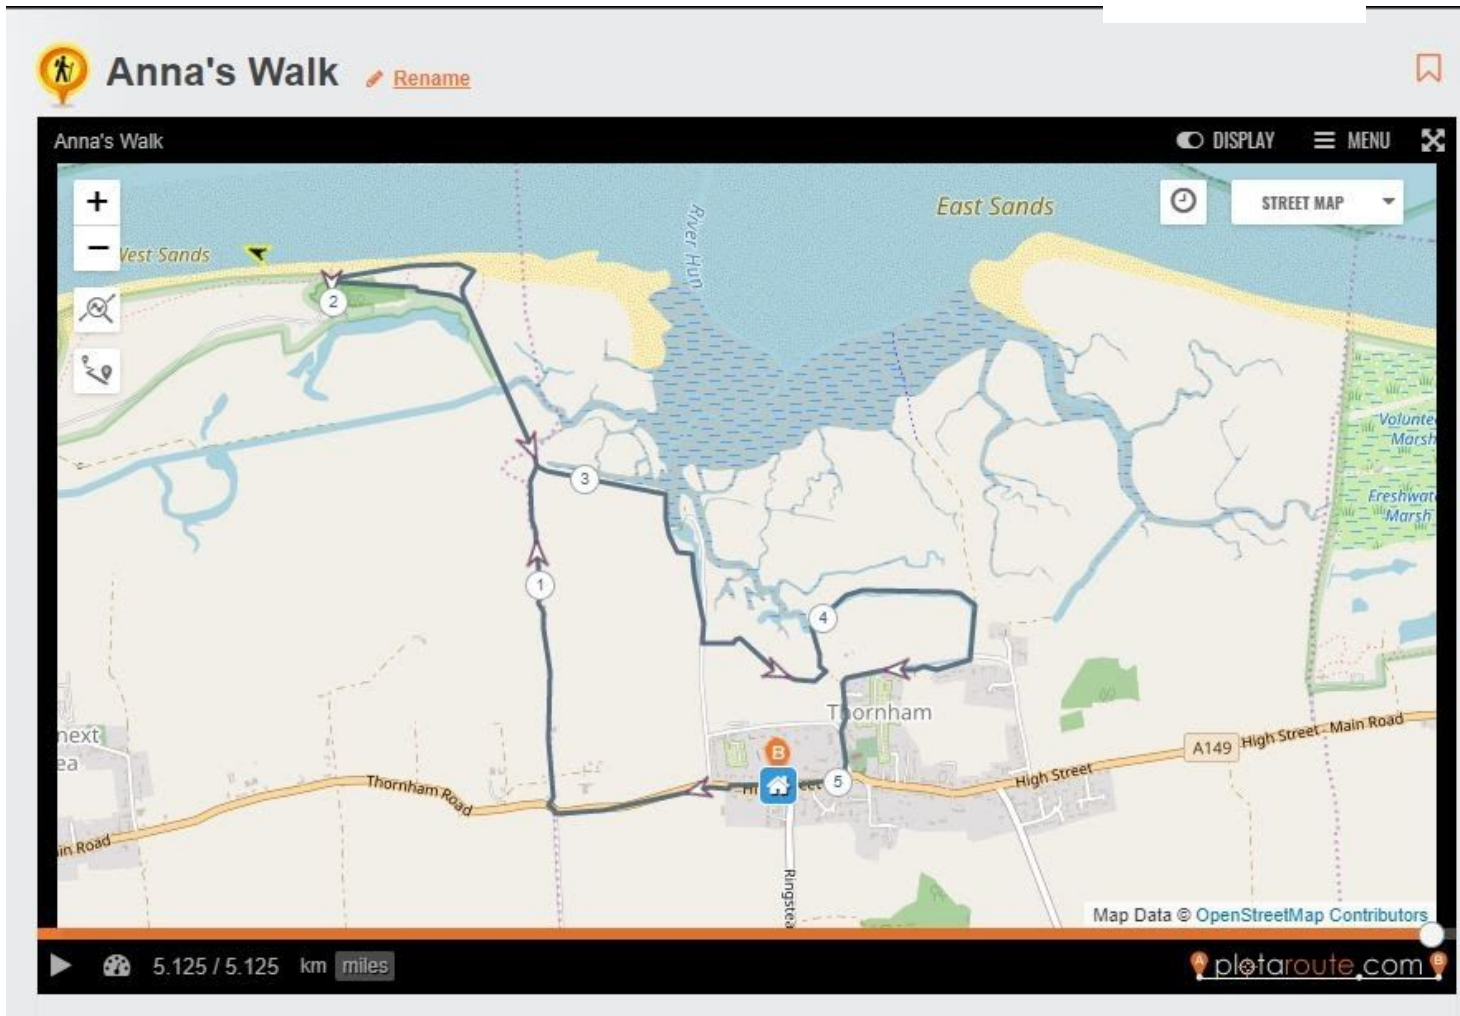 Anna's Walk Rename
Anna's Walk DISPLAY MENU
+
STREET MAP
East Sands
River Hun
−
West Sands
2
Volunte
Marsh
3
Freshwat
Marsh
1
4
Thornham
next
ea
High Street - Main Road
A149
B
High Street
5
Thornham Road
in Road
Ringstea
Map Data © OpenStreetMap Contributors
5.125 / 5.125 km miles
A plotaroute.com B